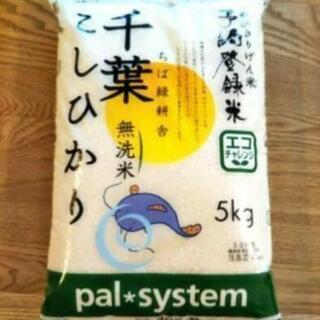 予約登録米
千葉
こしひかり
ちば緑耕舎
無洗米
エコ
チャレンジ
5kg
pal*system